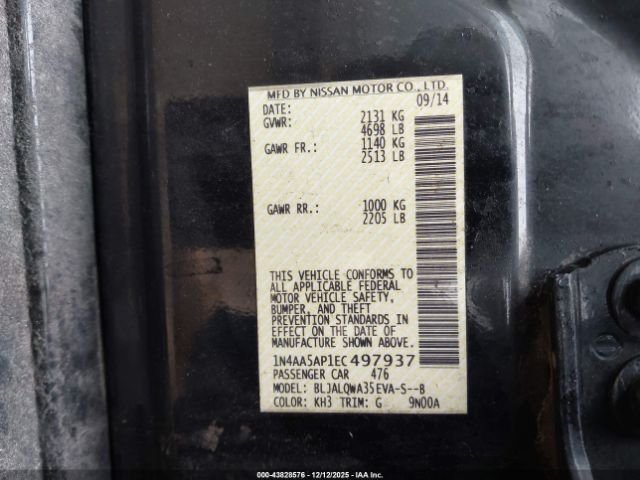 MFD BY NISSAN MOTOR CO., LTD.
DATE: 09/14
GVWR: 2131 KG
4698 LB
GAWR FR.: 1140 KG
2513 LB
GAWR RR.: 1000 KG
2205 LB
THIS VEHICLE CONFORMS TO
ALL APPLICABLE FEDERAL
MOTOR VEHICLE SAFETY,
BUMPER, AND THEFT
PREVENTION STANDARDS IN
EFFECT ON THE DATE OF
MANUFACTURE SHOWN ABOVE.
1N4AA5AP1EC497937
PASSENGER CAR 476
MODEL: BLJALQWA35EVA-S--B
COLOR: KH3 TRIM: G 9N00A
000-43828576 • 12/12/2025 • IAA Inc.